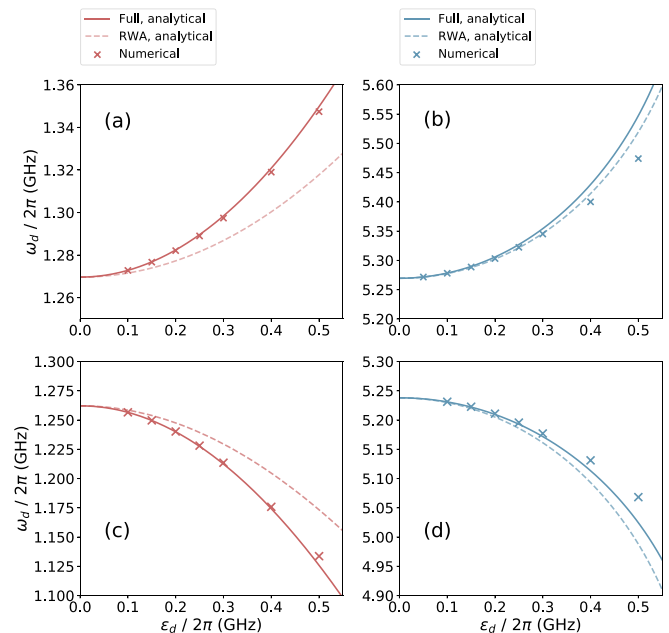 Full, analytical
RWA, analytical
Numerical
Full, analytical
RWA, analytical
Numerical
(a)
ω_d / 2π (GHz)
1.36
1.34
1.32
1.30
1.28
1.26
0.0 0.1 0.2 0.3 0.4 0.5
(b)
ω_d / 2π (GHz)
5.60
5.55
5.50
5.45
5.40
5.35
5.30
5.25
5.20
0.0 0.1 0.2 0.3 0.4 0.5
(c)
ω_d / 2π (GHz)
1.300
1.275
1.250
1.225
1.200
1.175
1.150
1.125
1.100
0.0 0.1 0.2 0.3 0.4 0.5
ε_d / 2π (GHz)
(d)
ω_d / 2π (GHz)
5.30
5.25
5.20
5.15
5.10
5.05
5.00
4.95
4.90
0.0 0.1 0.2 0.3 0.4 0.5
ε_d / 2π (GHz)